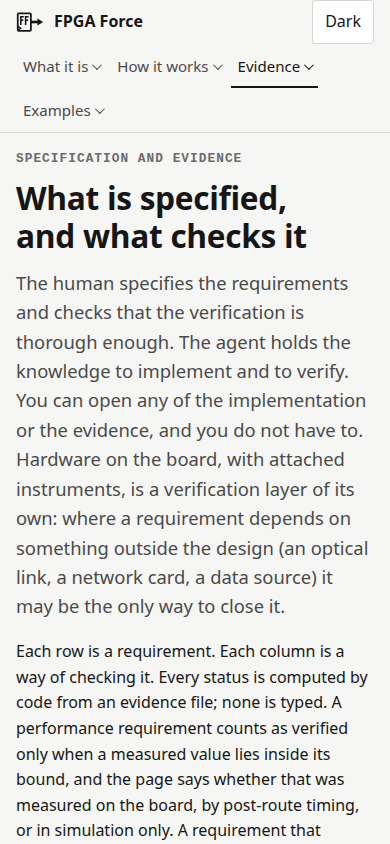 FPGA Force
Dark
What it is
How it works
Evidence
Examples
SPECIFICATION AND EVIDENCE
What is specified,
and what checks it
The human specifies the requirements
and checks that the verification is
thorough enough. The agent holds the
knowledge to implement and to verify.
You can open any of the implementation
or the evidence, and you do not have to.
Hardware on the board, with attached
instruments, is a verification layer of its
own: where a requirement depends on
something outside the design (an optical
link, a network card, a data source) it
may be the only way to close it.
Each row is a requirement. Each column is a
way of checking it. Every status is computed by
code from an evidence file; none is typed. A
performance requirement counts as verified
only when a measured value lies inside its
bound, and the page says whether that was
measured on the board, by post-route timing,
or in simulation only. A requirement that